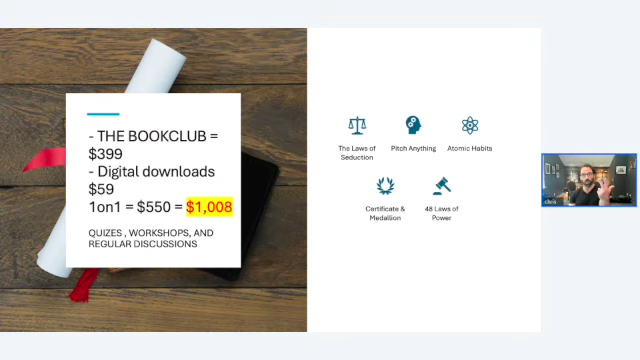 - THE BOOKCLUB =
$399
- Digital downloads
$59
1on1 = $550 = $1,008
QUIZES , WORKSHOPS, AND
REGULAR DISCUSSIONS
The Laws of
Seduction
Pitch Anything
Atomic Habits
Certificate &
Medallion
48 Laws of
Power
chris